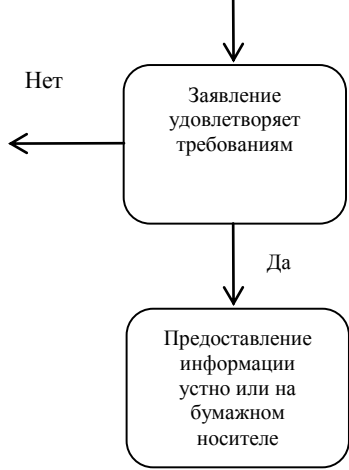 Нет
Заявление
удовлетворяет
требованиям
Да
Предоставление
информации
устно или на
бумажном
носителе